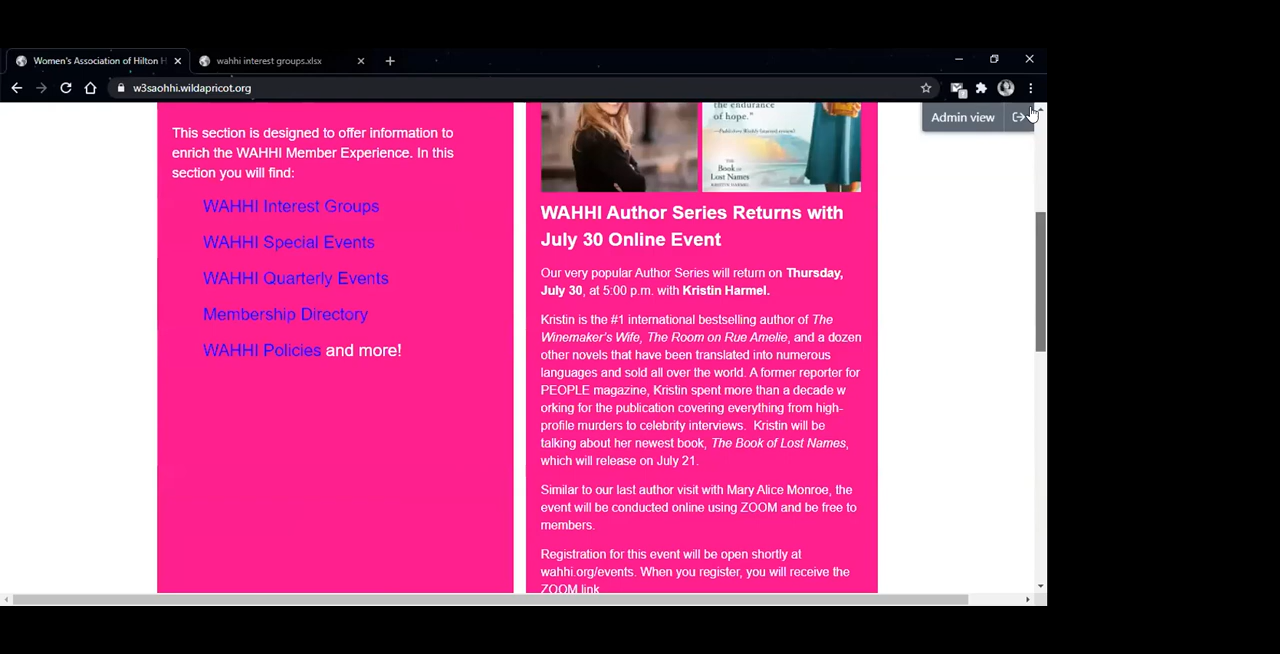 Women's Association of Hilton H
wahhi interest groups.xlsx
w3saohhi.wildapricot.org
Admin view
This section is designed to offer information to
enrich the WAHHI Member Experience. In this
section you will find:
WAHHI Interest Groups
WAHHI Special Events
WAHHI Quarterly Events
Membership Directory
WAHHI Policies and more!
the endurance
of hope."
THE
Book of
Lost Names
KRISTIN HARMEL
WAHHI Author Series Returns with
July 30 Online Event
Our very popular Author Series will return on Thursday,
July 30, at 5:00 p.m. with Kristin Harmel.
Kristin is the #1 international bestselling author of The
Winemaker's Wife, The Room on Rue Amelie, and a dozen
other novels that have been translated into numerous
languages and sold all over the world. A former reporter for
PEOPLE magazine, Kristin spent more than a decade w
orking for the publication covering everything from high-
profile murders to celebrity interviews. Kristin will be
talking about her newest book, The Book of Lost Names,
which will release on July 21.
Similar to our last author visit with Mary Alice Monroe, the
event will be conducted online using ZOOM and be free to
members.
Registration for this event will be open shortly at
wahhi.org/events. When you register, you will receive the
ZOOM link